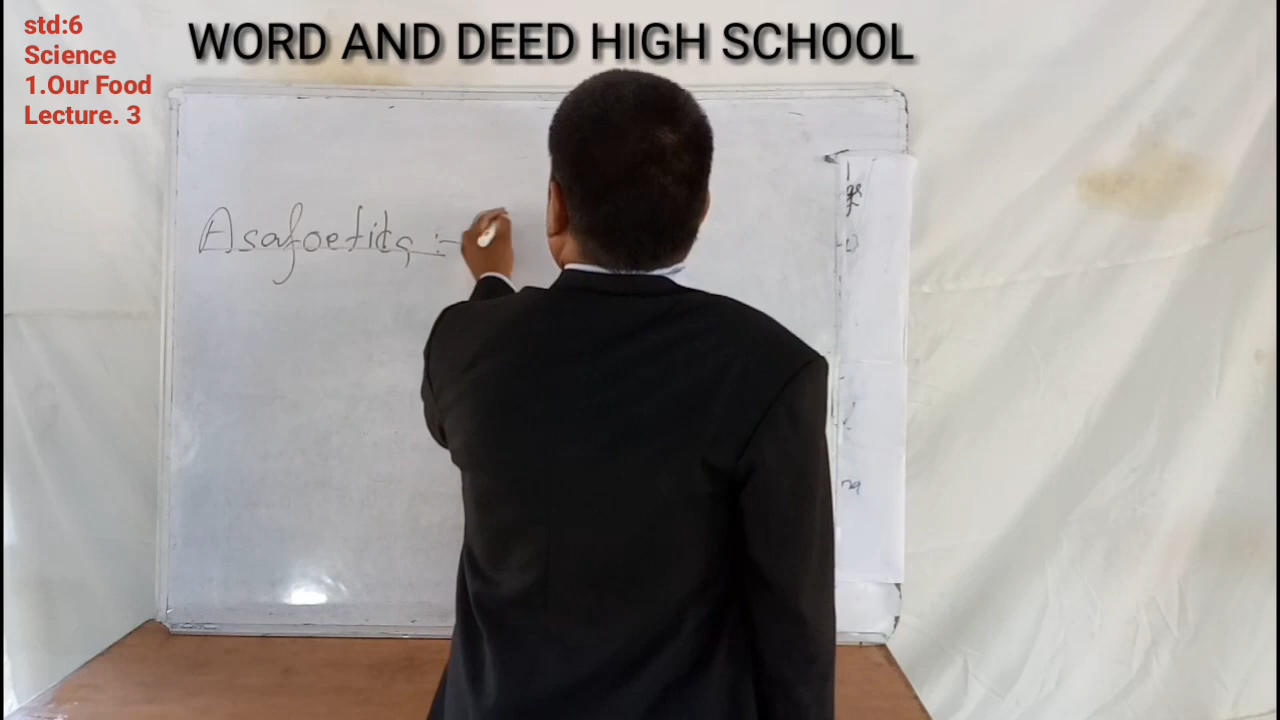 std:6
Science
1.Our Food
Lecture. 3
WORD AND DEED HIGH SCHOOL
Asafoetida :-